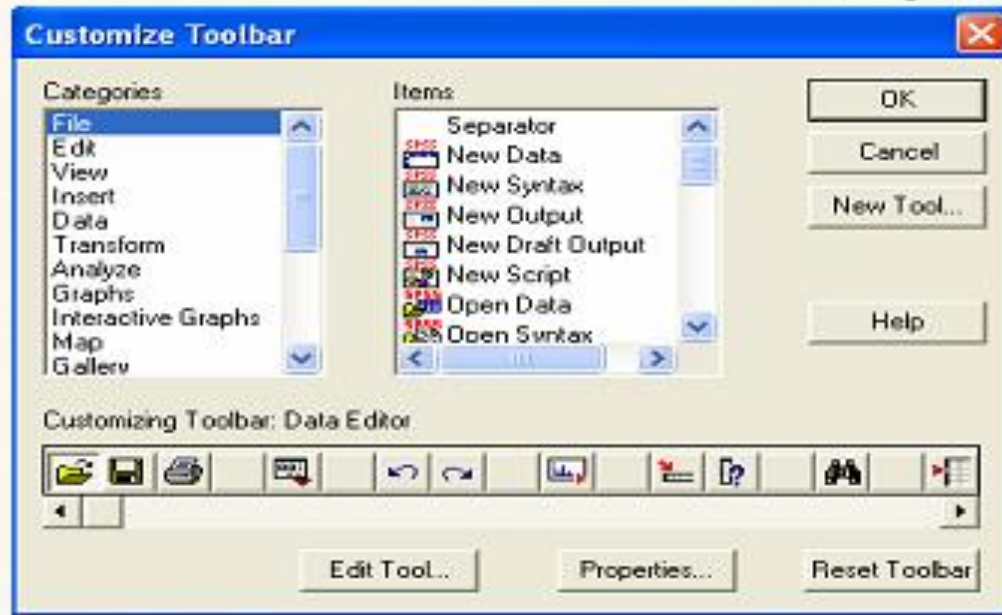 Customize Toolbar
Categories
File
Edit
View
Insert
Data
Transform
Analyze
Graphs
Interactive Graphs
Map
Gallery
Items
Separator
New Data
New Syntax
New Output
New Draft Output
New Script
Open Data
Open Syntax
OK
Cancel
New Tool...
Help
Customizing Toolbar: Data Editor
Edit Tool...
Properties...
Reset Toolbar